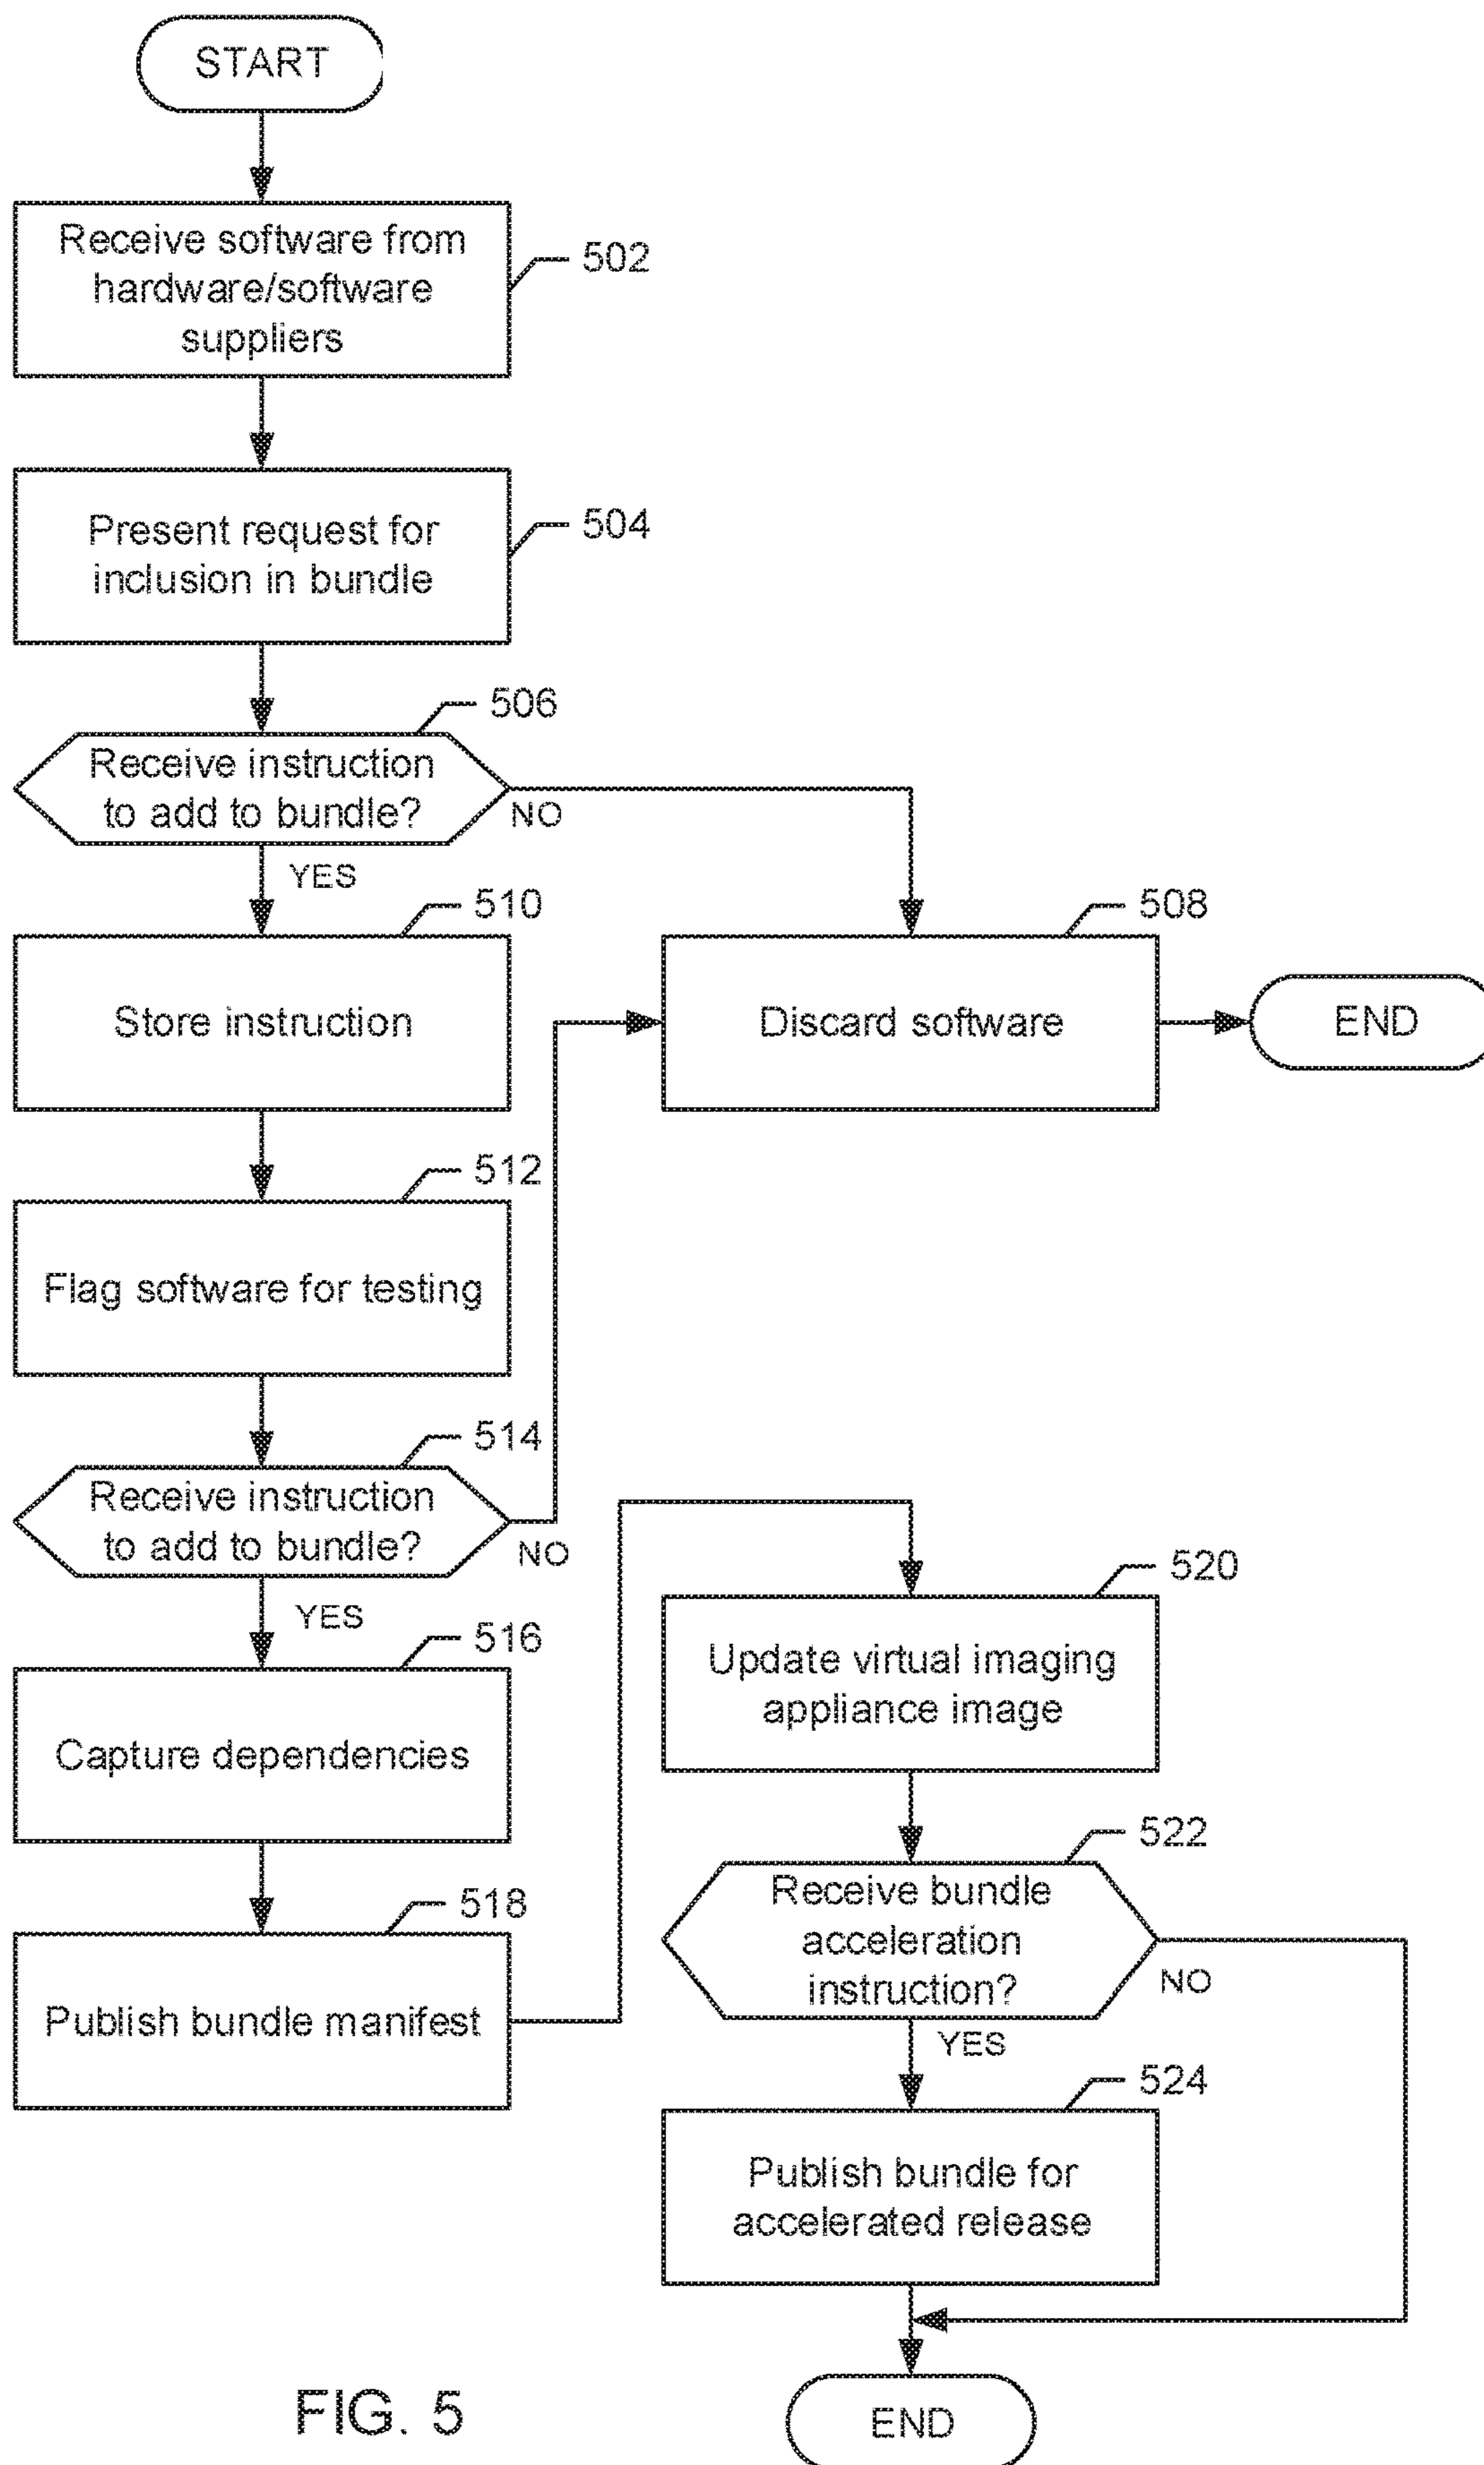 START
Receive software from
hardware/software
suppliers
502
Present request for
inclusion in bundle
504
506
Receive instruction
to add to bundle?
NO
YES
510
Store instruction
508
Discard software
END
512
Flag software for testing
514
Receive instruction
to add to bundle?
NO
YES
516
Capture dependencies
518
Publish bundle manifest
520
Update virtual imaging
appliance image
522
Receive bundle
acceleration
instruction?
NO
YES
524
Publish bundle for
accelerated release
END
FIG. 5